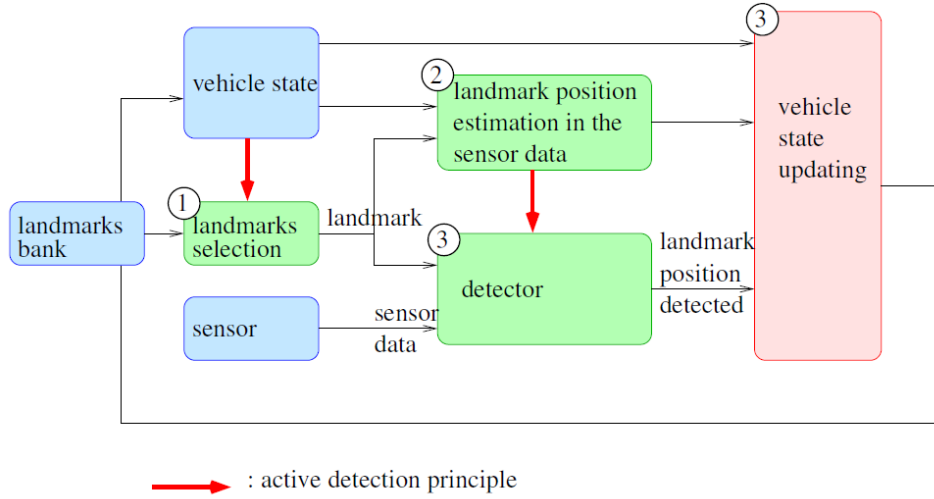 3
vehicle state
2
landmark position
estimation in the
sensor data
vehicle
state
updating
1
landmarks
bank
landmarks
selection
landmark
3
detector
landmark
position
detected
sensor
sensor
data
: active detection principle